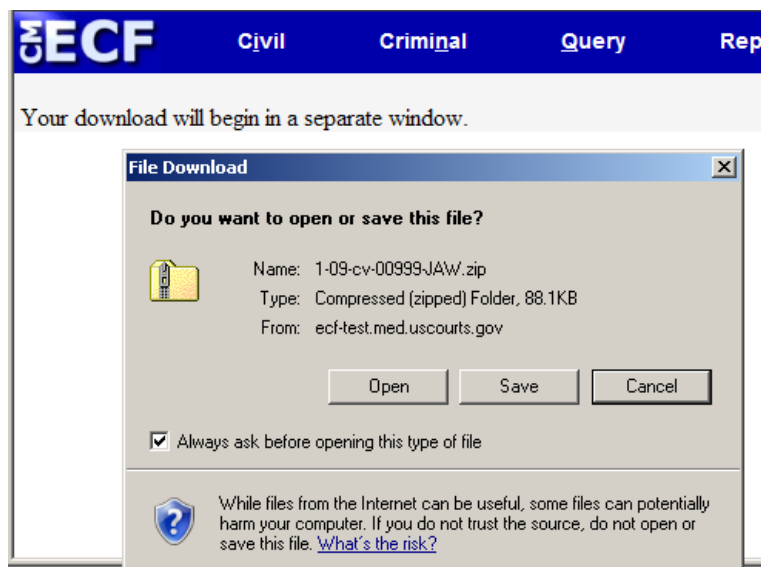 CM ECF Civil Criminal Query Rep
Your download will begin in a separate window.
File Download
Do you want to open or save this file?
Name: 1-09-cv-00999-JAW.zip
Type: Compressed (zipped) Folder, 88.1KB
From: ecf-test.med.uscourts.gov
Open Save Cancel
Always ask before opening this type of file
While files from the Internet can be useful, some files can potentially
harm your computer. If you do not trust the source, do not open or
save this file. What's the risk?